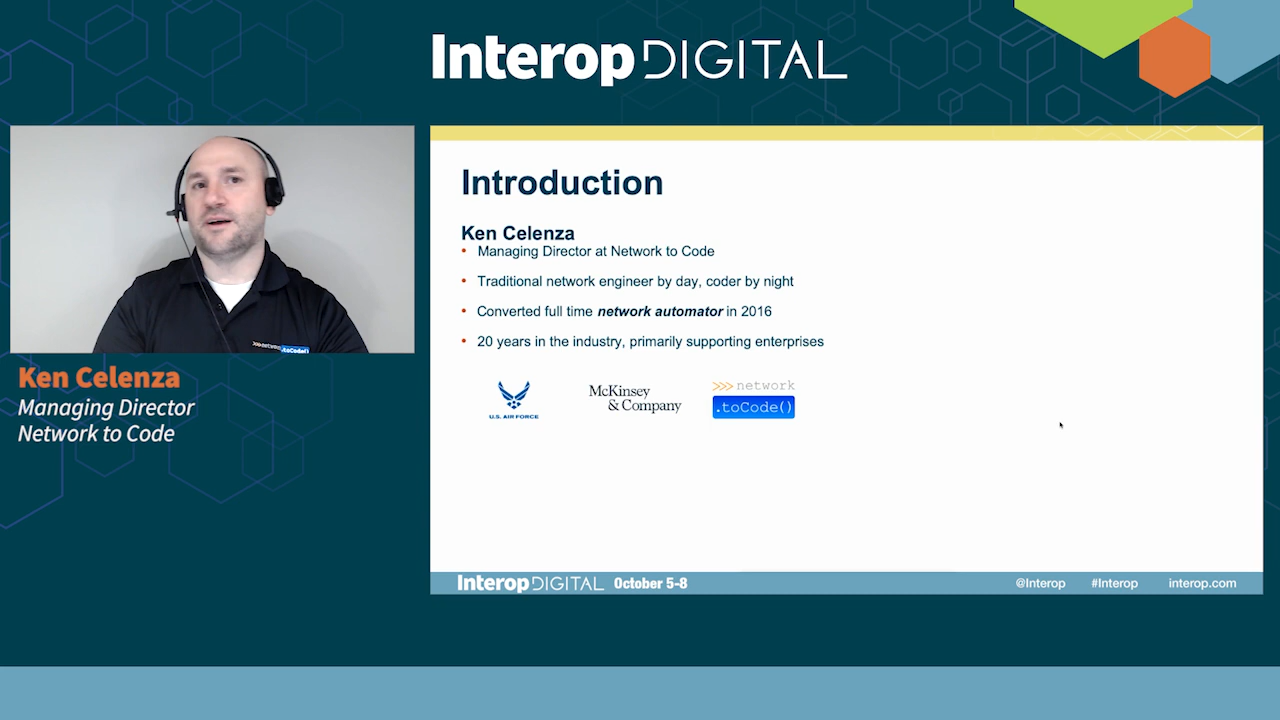 Interop DIGITAL
Introduction
Ken Celenza
• Managing Director at Network to Code
• Traditional network engineer by day, coder by night
• Converted full time network automator in 2016
• 20 years in the industry, primarily supporting enterprises
U.S. AIR FORCE
McKinsey
& Company
>>> network
.toCode()
>>> network
.toCode()
Ken Celenza
Managing Director
Network to Code
Interop DIGITAL October 5-8
@Interop #Interop interop.com